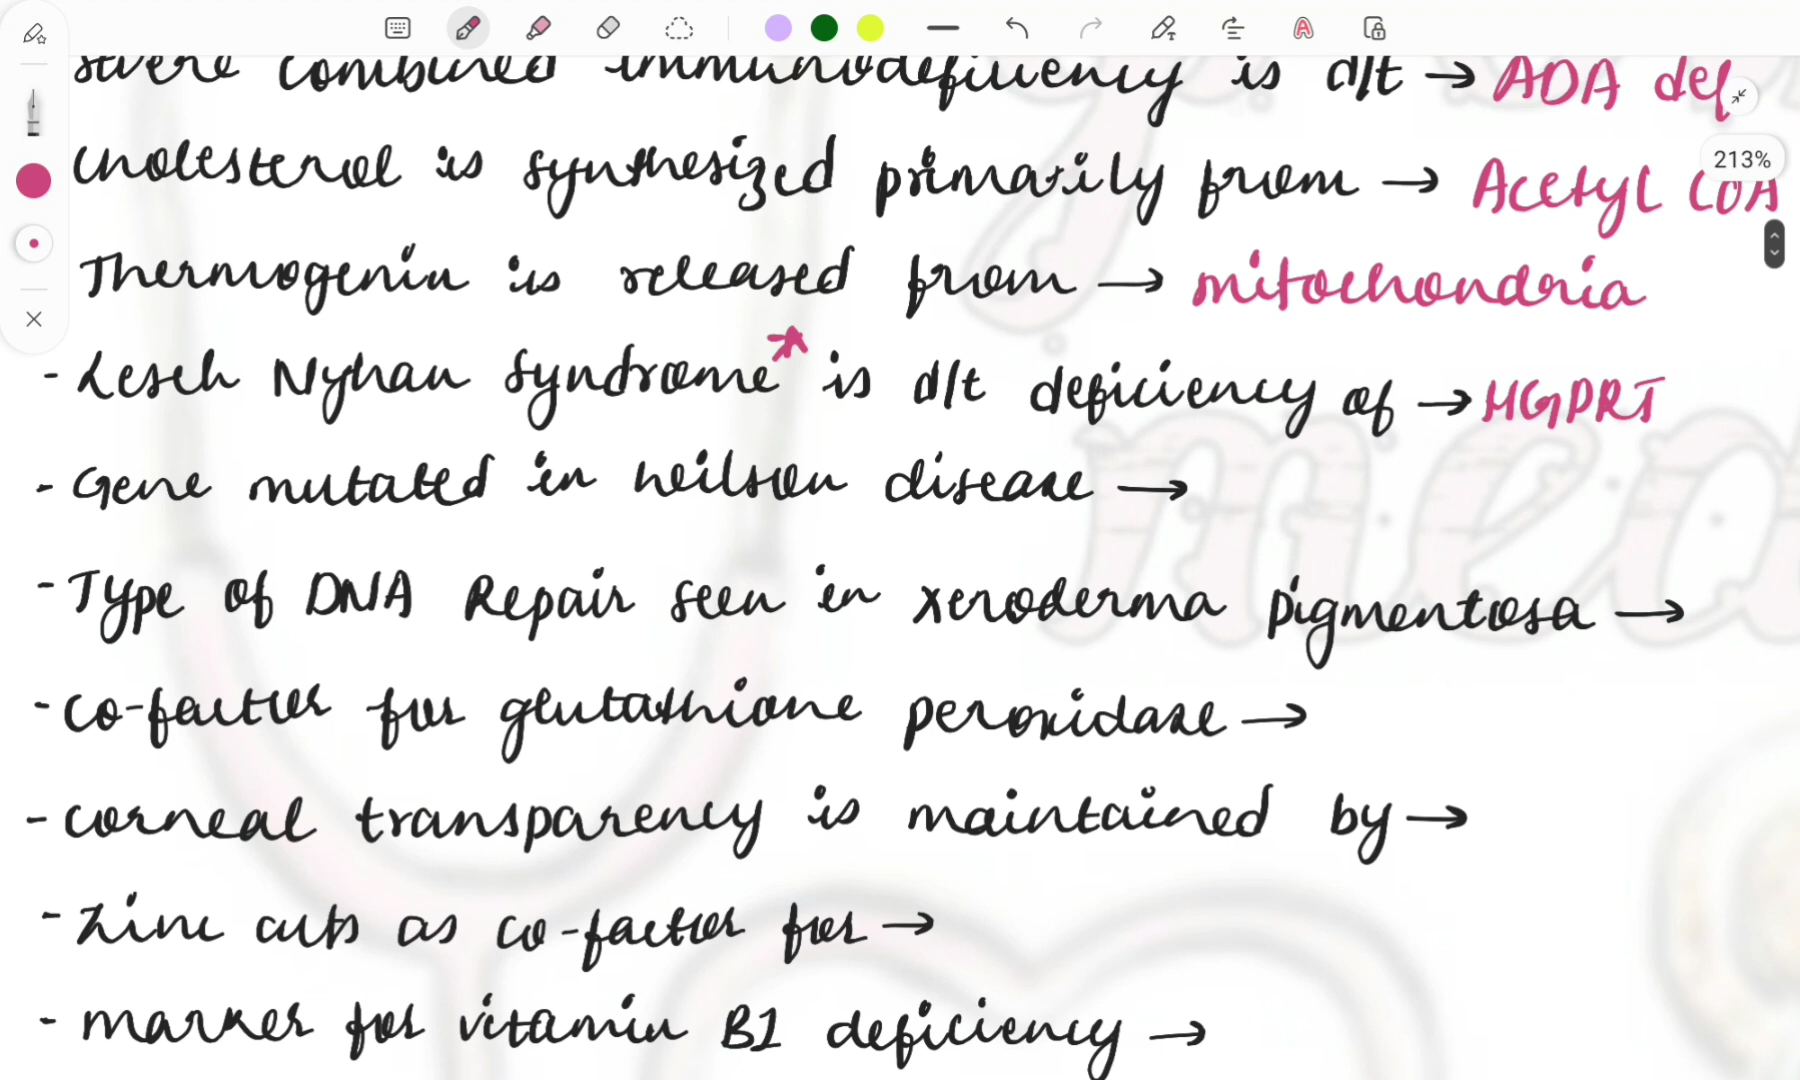 severe combined immunodeficiency is d/t → ADA def
cholesterol is synthesized primarily from → Acetyl COA
213%
Thermogenin is released from → mitochondria
- Lesch Nyhan syndrome* is d/t deficiency of → HGPRT
- Gene mutated in weilson disease →
- Type of DNA Repair seen in xeroderma pigmentosa →
- co-factor for glutathione peroxidase →
- corneal transparency is maintained by →
- Zinc acts as co-factor for →
- marker for vitamin B1 deficiency →